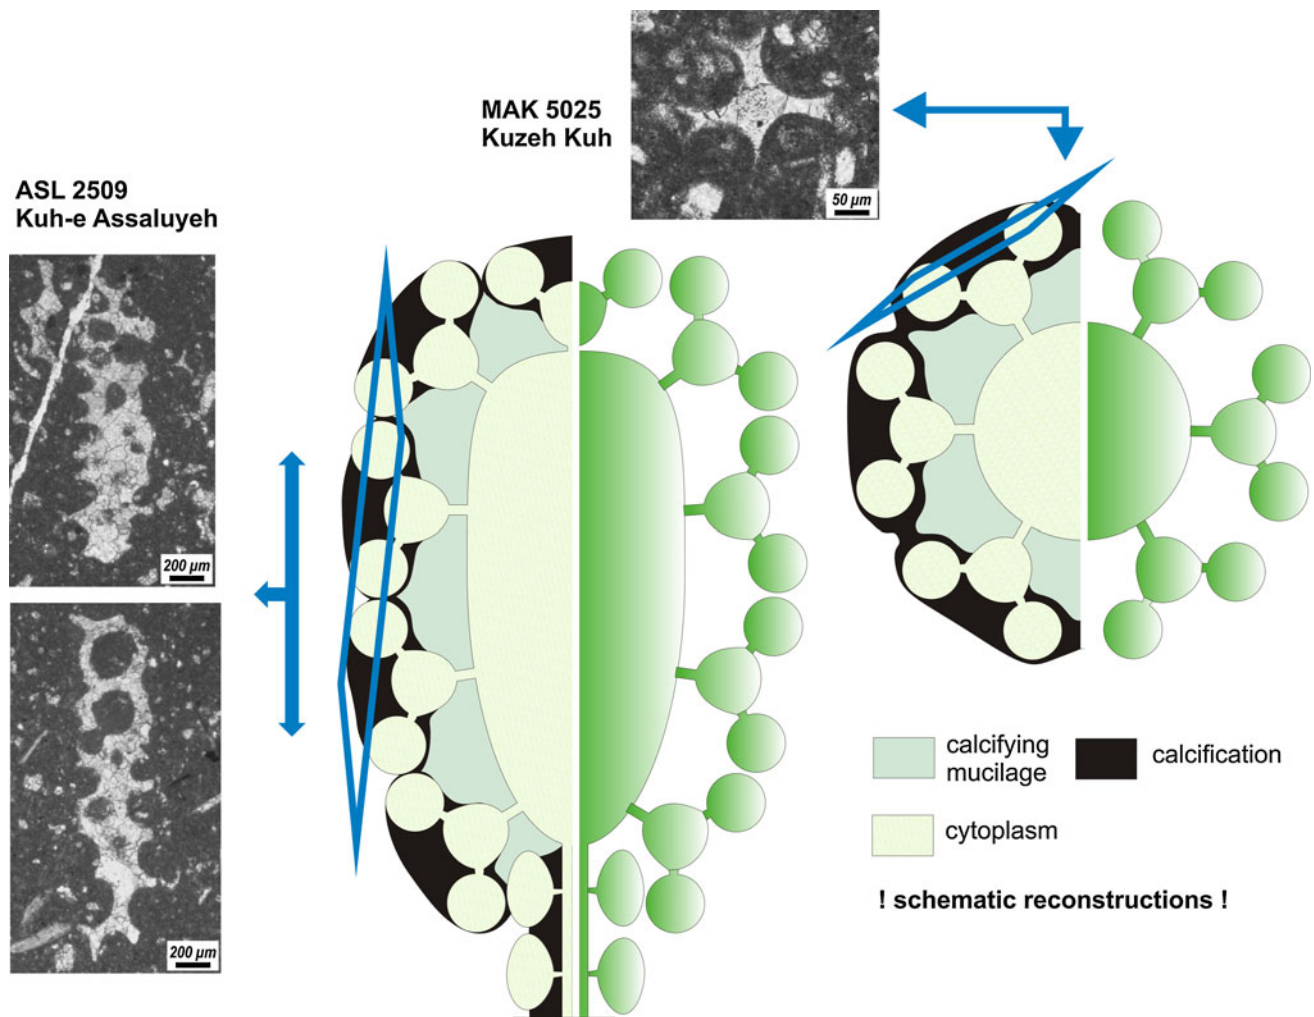 MAK 5025
Kuzeh Kuh
50 µm
ASL 2509
Kuh-e Assaluyeh
200 µm
200 µm
calcifying
mucilage
calcification
cytoplasm
! schematic reconstructions !